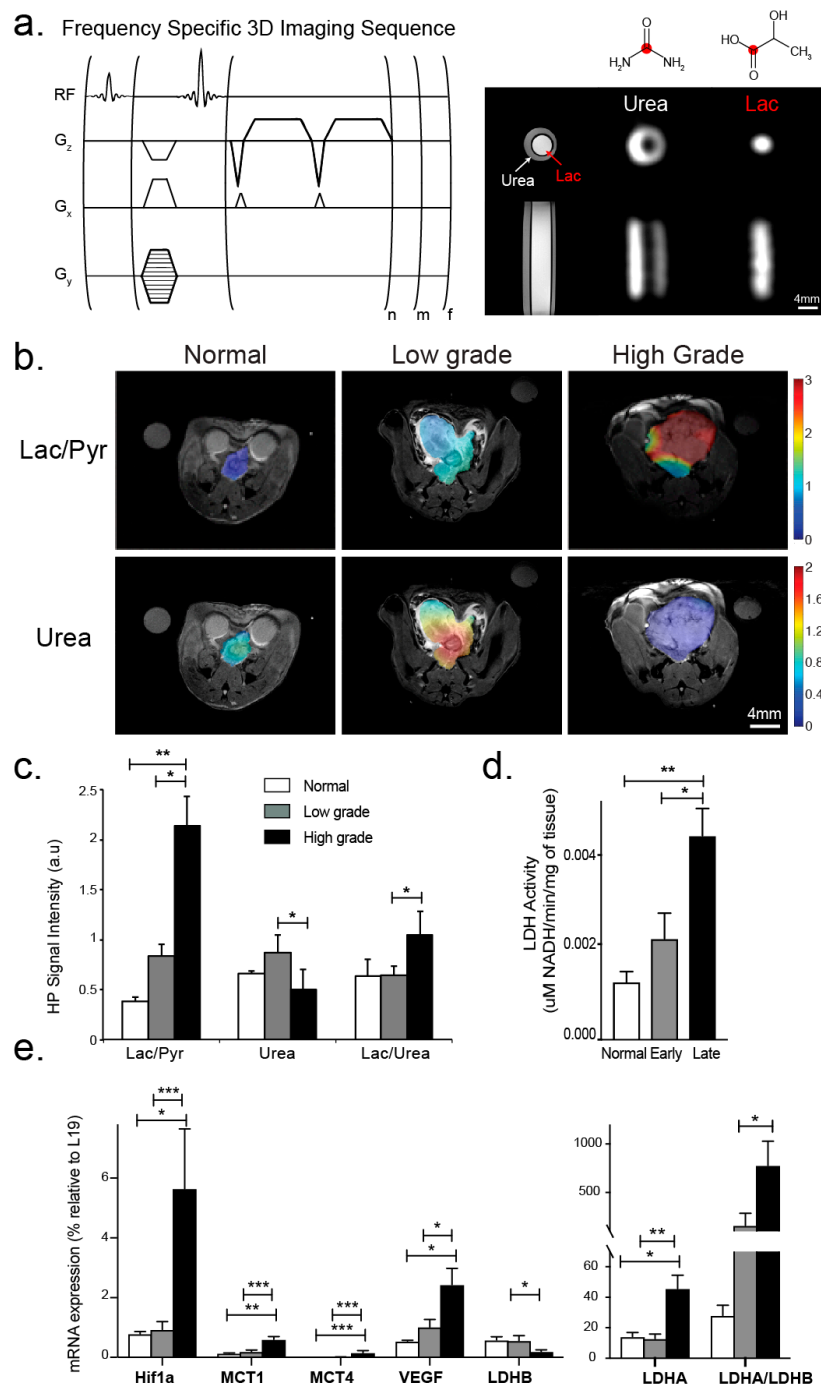 a. Frequency Specific 3D Imaging Sequence
RF
Gz
Gx
Gy
n m f
O
H2N NH2
OH
HO
CH3
O
Urea Lac
Urea
Lac
4mm
b.
Normal Low grade High Grade
Lac/Pyr
3
2
1
0
Urea
2
1.6
1.2
0.8
0.4
0
4mm
c.
HP Signal Intensity (a.u)
2.5
2
1.5
1
0.5
0
** *
* *
Normal
Low grade
High grade
Lac/Pyr Urea Lac/Urea
d.
LDH Activity
(uM NADH/min/mg of tissue)
0.004
0.002
0.000
**
*
Normal Early Late
e.
mRNA expression (% relative to L19)
6
4
2
0
***
*
***
**
***
***
*
*
*
Hif1a MCT1 MCT4 VEGF LDHB
1000
500
60
40
20
0
**
*
*
LDHA LDHA/LDHB